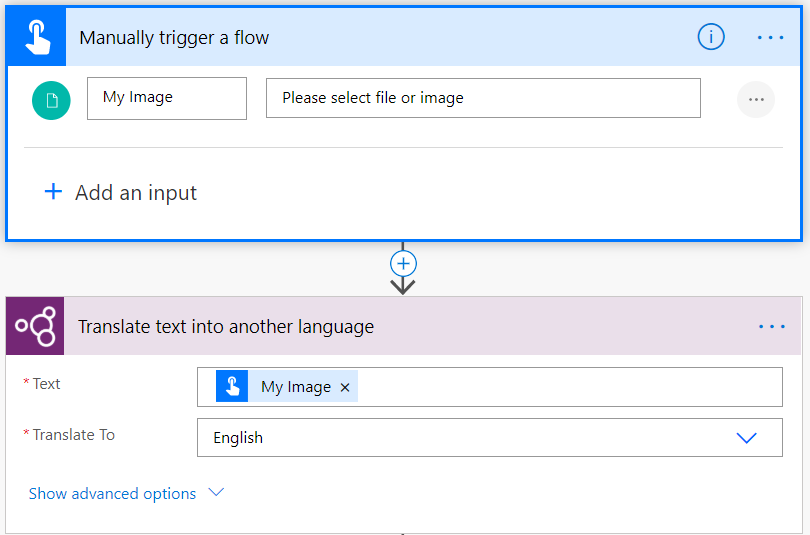 Manually trigger a flow
My Image
Please select file or image
Add an input
Translate text into another language
* Text
My Image
* Translate To
English
Show advanced options